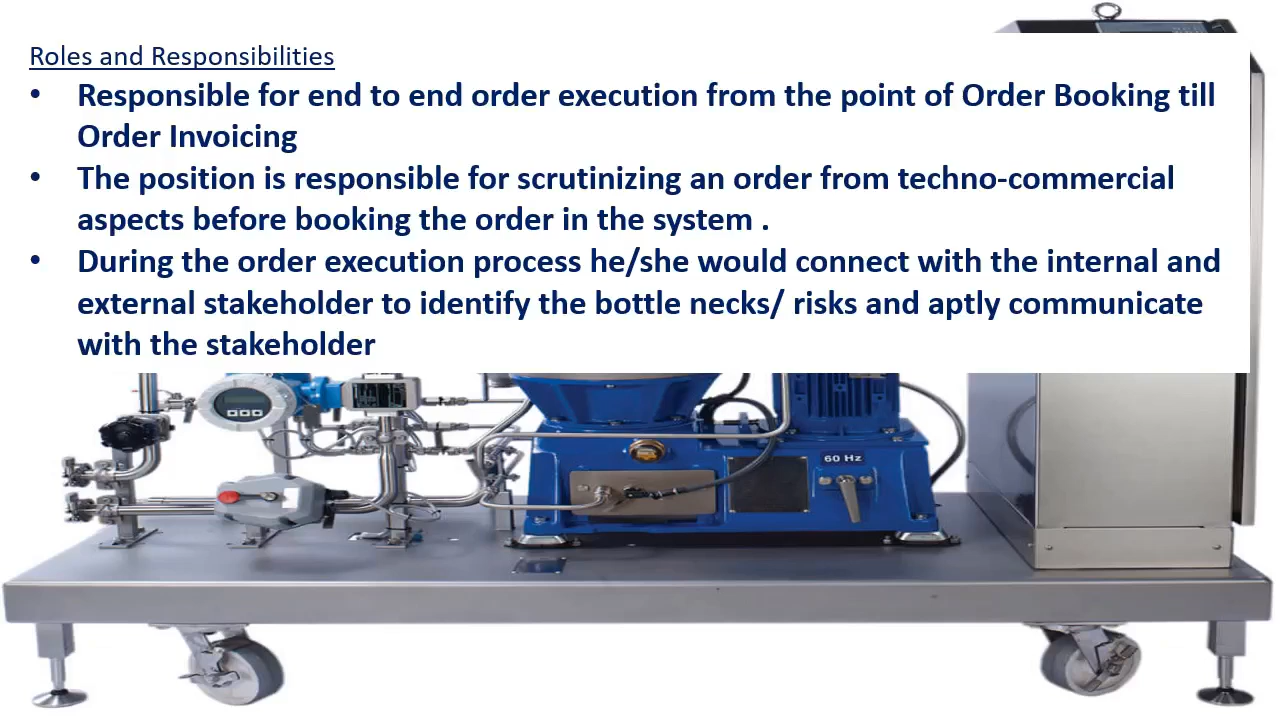 Roles and Responsibilities
• Responsible for end to end order execution from the point of Order Booking till
Order Invoicing
• The position is responsible for scrutinizing an order from techno-commercial
aspects before booking the order in the system .
• During the order execution process he/she would connect with the internal and
external stakeholder to identify the bottle necks/ risks and aptly communicate
with the stakeholder
60 Hz